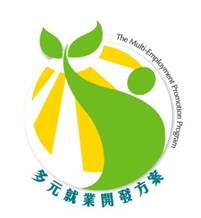 The Multi-Employment Promotion Program
多元就業開發方案